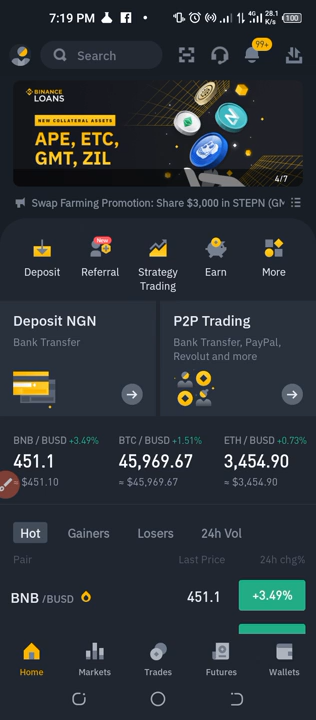 7:19 PM
4G
28.1
K/s
100
Search
99+
BINANCE
LOANS
NEW COLLATERAL ASSETS
APE, ETC,
GMT, ZIL
4/7
Swap Farming Promotion: Share $3,000 in STEPN (GM
Deposit
New
Referral
Strategy
Trading
Earn
More
Deposit NGN
Bank Transfer
P2P Trading
Bank Transfer, PayPal,
Revolut and more
BNB / BUSD +3.49%
BTC / BUSD +1.51%
ETH / BUSD +0.73%
451.1
45,969.67
3,454.90
≈ $451.10
≈ $45,969.67
≈ $3,454.90
Hot
Gainers
Losers
24h Vol
Pair
Last Price
24h chg%
BNB /BUSD
451.1
+3.49%
Home
Markets
Trades
Futures
Wallets